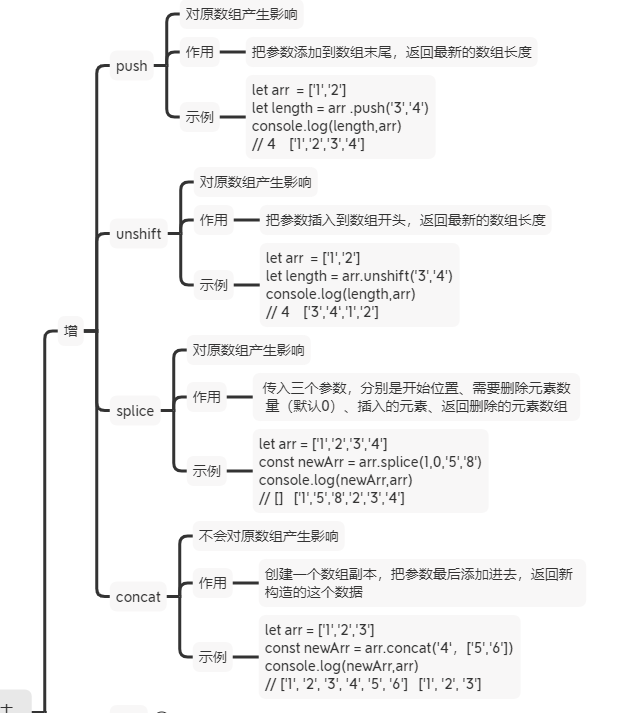 对原数组产生影响
作用
把参数添加到数组末尾，返回最新的数组长度
push
示例
let arr = ['1','2']
let length = arr .push('3','4')
console.log(length,arr)
// 4 ['1','2','3','4']
对原数组产生影响
作用
把参数插入到数组开头，返回最新的数组长度
unshift
示例
let arr = ['1','2']
let length = arr.unshift('3','4')
console.log(length,arr)
// 4 ['3','4','1','2']
增
对原数组产生影响
作用
传入三个参数，分别是开始位置、需要删除元素数
量（默认0）、插入的元素、返回删除的元素数组
splice
示例
let arr = ['1','2','3','4']
const newArr = arr.splice(1,0,'5','8')
console.log(newArr,arr)
// [] ['1','5','8','2','3','4']
不会对原数组产生影响
作用
创建一个数组副本，把参数最后添加进去，返回新
构造的这个数据
concat
示例
let arr = ['1','2','3']
const newArr = arr.concat('4'，['5','6'])
console.log(newArr,arr)
// ['1', '2', '3', '4', '5', '6'] ['1', '2', '3']